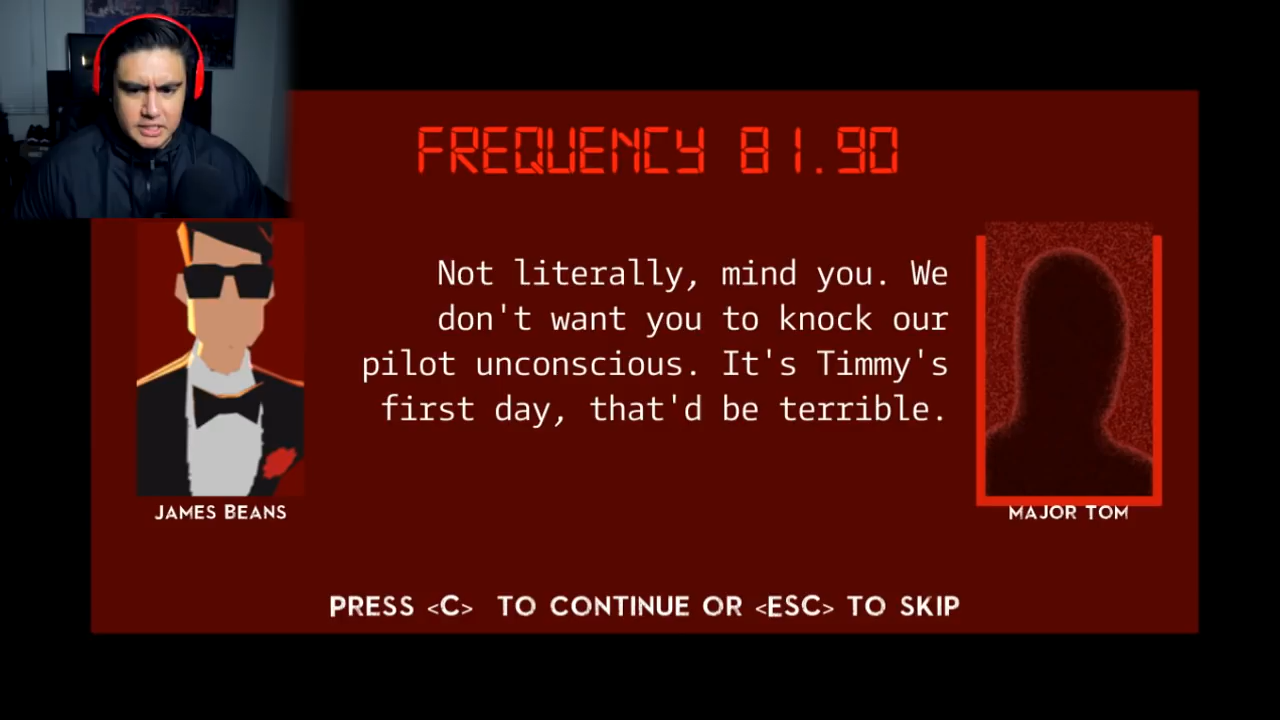 FREQUENCY 81.90
Not literally, mind you. We
don't want you to knock our
pilot unconscious. It's Timmy's
first day, that'd be terrible.
JAMES BEANS
MAJOR TOM
PRESS <C> TO CONTINUE OR <ESC> TO SKIP